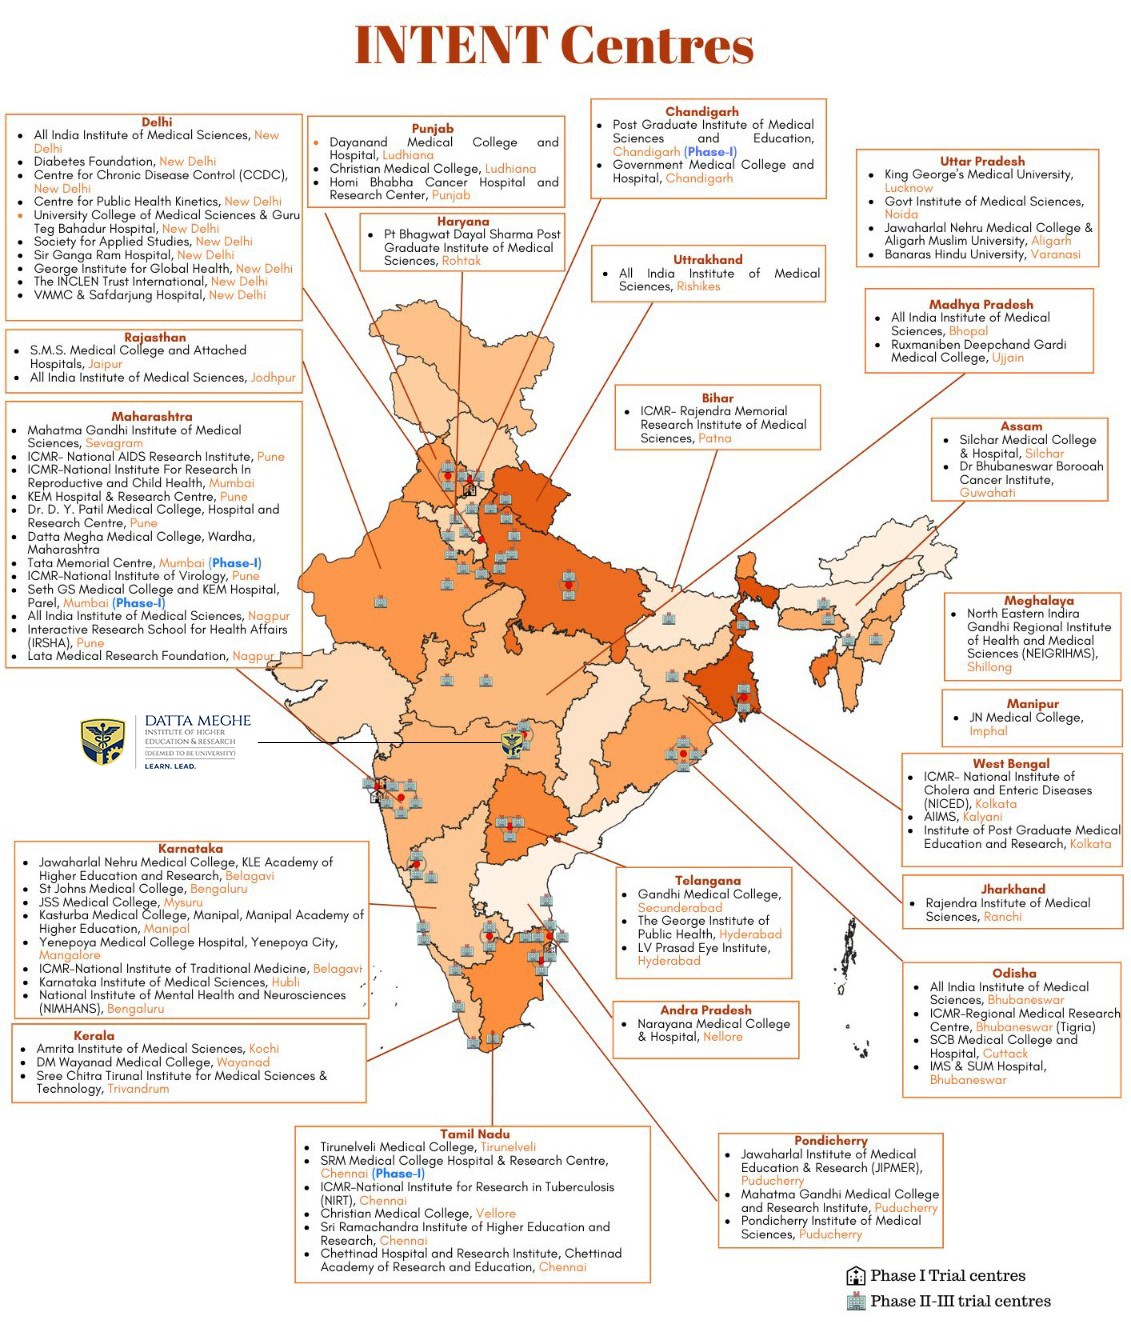 INTENT Centres
Delhi
All India Institute of Medical Sciences, New
Delhi
Diabetes Foundation, New Delhi
Centre for Chronic Disease Control (CCDC),
New Delhi
Centre for Public Health Kinetics, New Delhi
University College of Medical Sciences & Guru
Teg Bahadur Hospital, New Delhi
Society for Applied Studies, New Delhi
Sir Ganga Ram Hospital, New Delhi
George Institute for Global Health, New Delhi
The INCLEN Trust International, New Delhi
VMMC & Safdarjung Hospital, New Delhi
Punjab
Dayanand Medical College and
Hospital, Ludhiana
Christian Medical College, Ludhiana
Homi Bhabha Cancer Hospital and
Research Center, Punjab
Chandigarh
Post Graduate Institute of Medical
Sciences and Education,
Chandigarh (Phase-I)
Government Medical College and
Hospital, Chandigarh
Uttar Pradesh
King George's Medical University,
Lucknow
Govt Institute of Medical Sciences,
Noida
Jawaharlal Nehru Medical College &
Aligarh Muslim University, Aligarh
Banaras Hindu University, Varanasi
Haryana
Pt Bhagwat Dayal Sharma Post
Graduate Institute of Medical
Sciences, Rohtak
Uttrakhand
All India Institute of Medical
Sciences, Rishikes
Madhya Pradesh
All India Institute of Medical
Sciences, Bhopal
Ruxmaniben Deepchand Gardi
Medical College, Ujjain
Rajasthan
S.M.S. Medical College and Attached
Hospitals, Jaipur
All India Institute of Medical Sciences, Jodhpur
Bihar
ICMR- Rajendra Memorial
Research Institute of Medical
Sciences, Patna
Assam
Silchar Medical College
& Hospital, Silchar
Dr Bhubaneswar Borooah
Cancer Institute,
Guwahati
Maharashtra
Mahatma Gandhi Institute of Medical
Sciences, Sevagram
ICMR- National AIDS Research Institute, Pune
ICMR-National Institute For Research In
Reproductive and Child Health, Mumbai
KEM Hospital & Research Centre, Pune
Dr. D. Y. Patil Medical College, Hospital and
Research Centre, Pune
Datta Megha Medical College, Wardha,
Maharashtra
Tata Memorial Centre, Mumbai (Phase-I)
ICMR-National Institute of Virology, Pune
Seth GS Medical College and KEM Hospital,
Parel, Mumbai (Phase-I)
All India Institute of Medical Sciences, Nagpur
Interactive Research School for Health Affairs
(IRSHA), Pune
Lata Medical Research Foundation, Nagpur
Meghalaya
North Eastern Indira
Gandhi Regional Institute
of Health and Medical
Sciences (NEIGRIHMS),
Shillong
Manipur
JN Medical College,
Imphal
DATTA MEGHE
INSTITUTE OF HIGHER
EDUCATION & RESEARCH
(DEEMED TO BE UNIVERSITY)
LEARN. LEAD.
West Bengal
ICMR- National Institute of
Cholera and Enteric Diseases
(NICED), Kolkata
AIIMS, Kalyani
Institute of Post Graduate Medical
Education and Research, Kolkata
Karnataka
Jawaharlal Nehru Medical College, KLE Academy of
Higher Education and Research, Belagavi
St Johns Medical College, Bengaluru
JSS Medical College, Mysuru
Kasturba Medical College, Manipal, Manipal Academy of
Higher Education, Manipal
Yenepoya Medical College Hospital, Yenepoya City,
Mangalore
ICMR-National Institute of Traditional Medicine, Belagavi
Karnataka Institute of Medical Sciences, Hubli
National Institute of Mental Health and Neurosciences
(NIMHANS), Bengaluru
Telangana
Gandhi Medical College,
Secunderabad
The George Institute of
Public Health, Hyderabad
LV Prasad Eye Institute,
Hyderabad
Jharkhand
Rajendra Institute of Medical
Sciences, Ranchi
Odisha
All India Institute of Medical
Sciences, Bhubaneswar
ICMR-Regional Medical Research
Centre, Bhubaneswar (Tigria)
SCB Medical College and
Hospital, Cuttack
IMS & SUM Hospital,
Bhubaneswar
Andra Pradesh
Narayana Medical College
& Hospital, Nellore
Kerala
Amrita Institute of Medical Sciences, Kochi
DM Wayanad Medical College, Wayanad
Sree Chitra Tirunal Institute for Medical Sciences &
Technology, Trivandrum
Tamil Nadu
Tirunelveli Medical College, Tirunelveli
SRM Medical College Hospital & Research Centre,
Chennai (Phase-I)
ICMR-National Institute for Research in Tuberculosis
(NIRT), Chennai
Christian Medical College, Vellore
Sri Ramachandra Institute of Higher Education and
Research, Chennai
Chettinad Hospital and Research Institute, Chettinad
Academy of Research and Education, Chennai
Pondicherry
Jawaharlal Institute of Medical
Education & Research (JIPMER),
Puducherry
Mahatma Gandhi Medical College
and Research Institute, Puducherry
Pondicherry Institute of Medical
Sciences, Puducherry
Phase I Trial centres
Phase II-III trial centres